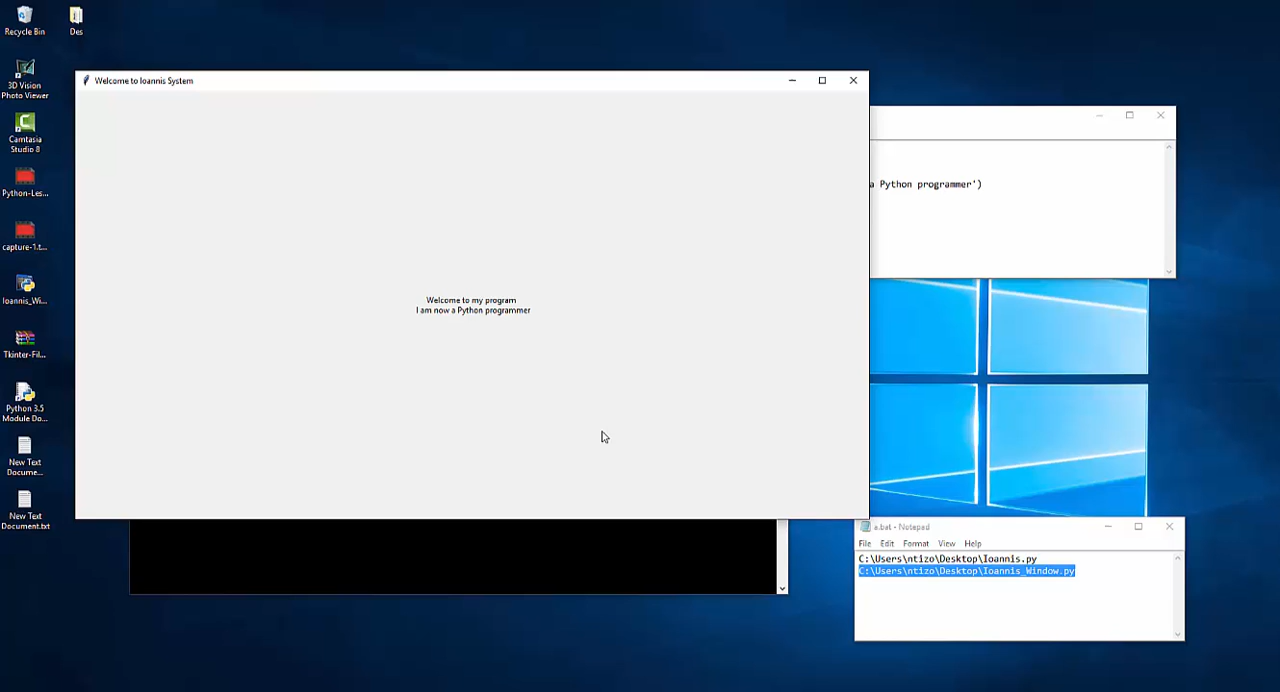 Recycle Bin
Des
3D Vision
Photo Viewer
Camtasia
Studio 8
Python-Les...
capture-1.t...
Ioannis_Wi...
Tkinter-Fil...
Python 3.5
Module Do...
New Text
Docume...
New Text
Document.txt
Welcome to Ioannis System
Welcome to my program
I am now a Python programmer
a Python programmer')
a.bat - Notepad
File Edit Format View Help
C:\Users\ntizo\Desktop\Ioannis.py
C:\Users\ntizo\Desktop\Ioannis_Window.py